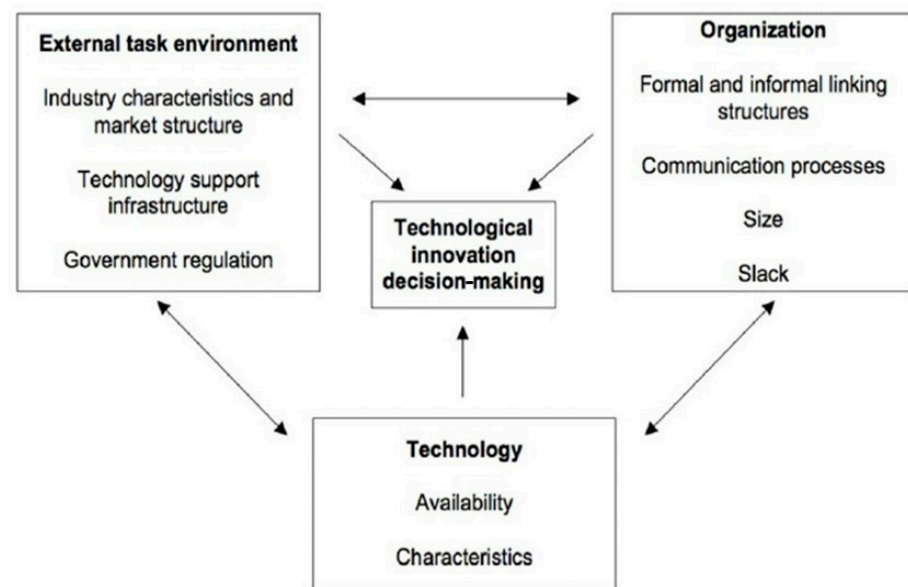 External task environment
Industry characteristics and
market structure
Technology support
infrastructure
Government regulation
Organization
Formal and informal linking
structures
Communication processes
Size
Slack
Technological
innovation
decision-making
Technology
Availability
Characteristics